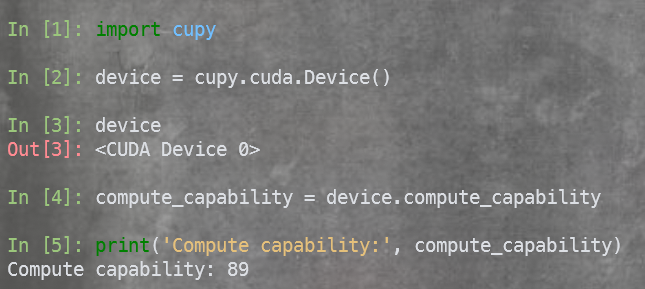 In [1]: import cupy
In [2]: device = cupy.cuda.Device()
In [3]: device
Out[3]: <CUDA Device 0>
In [4]: compute_capability = device.compute_capability
In [5]: print('Compute capability:', compute_capability)
Compute capability: 89